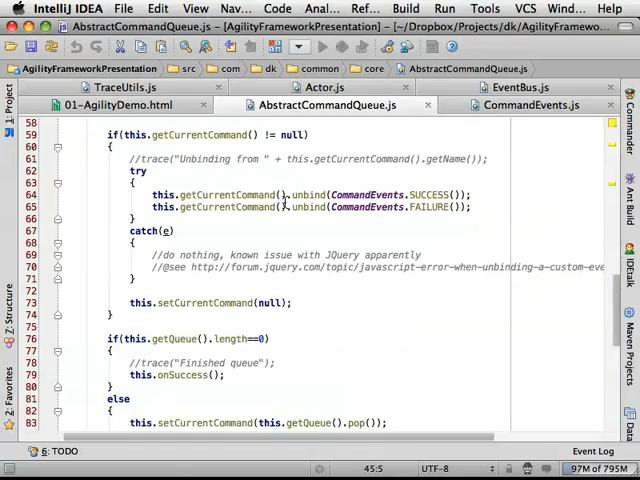 IntelliJ IDEA File Edit View Navi... Code Anal... Refac... Build Run Tools VCS Wind... Help
AbstractCommandQueue.js - [AgilityFrameworkPresentation] - [~/Dropbox/Projects/dk/AgilityFramewo...
AgilityFrameworkPresentation src com dk common core AbstractCommandQueue.js
TraceUtils.js Actor.js EventBus.js
01-AgilityDemo.html AbstractCommandQueue.js CommandEvents.js
58
59 if(this.getCurrentCommand() != null)
60 {
61 //trace("Unbinding from " + this.getCurrentCommand().getName());
62 try
63 {
64 this.getCurrentCommand().unbind(CommandEvents.SUCCESS());
65 this.getCurrentCommand().unbind(CommandEvents.FAILURE());
66 }
67 catch(e)
68 {
69 //do nothing, known issue with JQuery apparently
70 //@see http://forum.jquery.com/topic/javascript-error-when-unbinding-a-custom-eve
71 }
72
73 this.setCurrentCommand(null);
74 }
75
76 if(this.getQueue().length==0)
77 {
78 //trace("Finished queue");
79 this.onSuccess();
80 }
81 else
82 {
83 this.setCurrentCommand(this.getQueue().pop());
1: Project
Z: Structure
2: Favorites
Commander
Ant Build
IDEtalk
Maven Projects
Data
6: TODO Event Log
45:5 UTF-8 97M of 795M